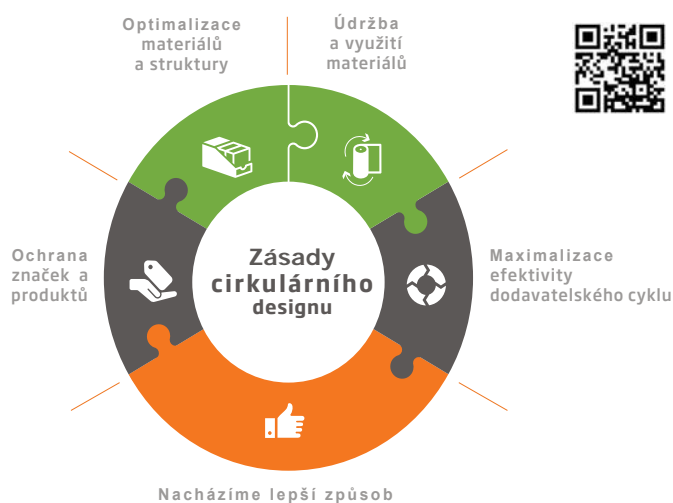 Optimalizace
materiálů
a struktury
Údržba
a využití
materiálů
Ochrana
značek a
produktů
Zásady
cirkulárního
designu
Maximalizace
efektivity
dodavatelského cyklu
Nacházíme lepší způsob